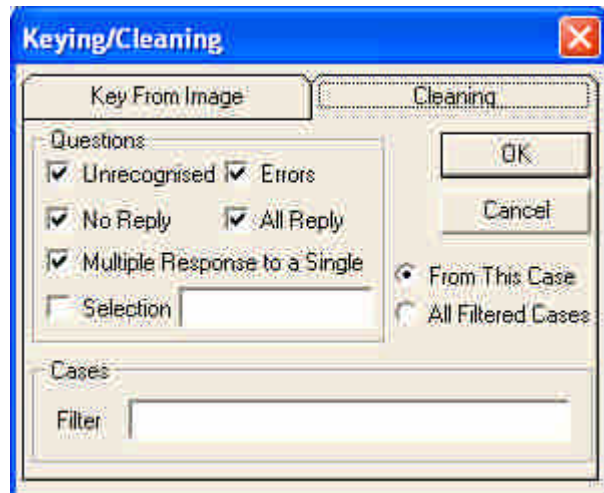 Keying/Cleaning
Key From Image
Cleaning
Questions
Unrecognised
Errors
No Reply
All Reply
Multiple Response to a Single
Selection
OK
Cancel
From This Case
All Filtered Cases
Cases
Filter